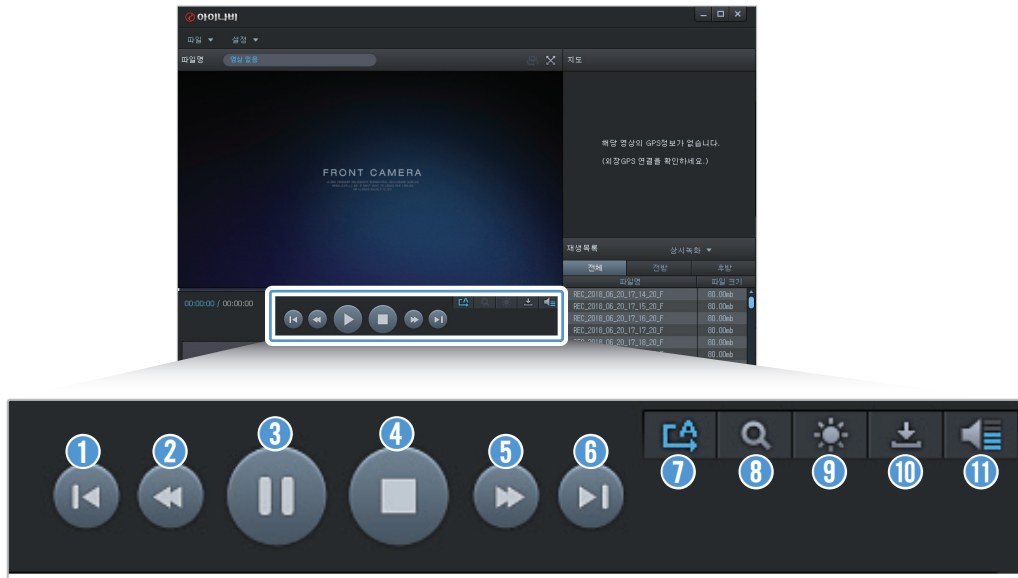 아이나비
파일 설정
파일명 영상 없음 지도
해당 영상의 GPS정보가 없습니다.
(외장GPS 연결을 확인하세요.)
FRONT CAMERA
재생목록 상시녹화
전체 전방 후방
파일명 파일 크기
REC_2018_06_20_17_14_20_F 80.00mb
REC_2018_06_20_17_15_20_F 80.00mb
REC_2018_06_20_17_16_20_F 80.00mb
REC_2018_06_20_17_17_20_F 80.00mb
REC_2018_06_20_17_18_20_F 80.00mb
80.00mb
00:00:00 / 00:00:00
A
1 2 3 4 5 6
A
7 8 9 10 11